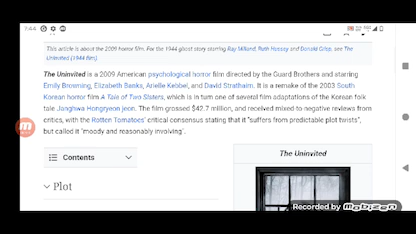 7:44
This article is about the 2009 horror film. For the 1944 ghost story starring Ray Milland, Ruth Hussey and Donald Crisp, see The
Uninvited (1944 film).
The Uninvited is a 2009 American psychological horror film directed by the Guard Brothers and starring
Emily Browning, Elizabeth Banks, Arielle Kebbel, and David Strathairn. It is a remake of the 2003 South
Korean horror film A Tale of Two Sisters, which is in turn one of several film adaptations of the Korean folk
tale Janghwa Hongryeon jeon. The film grossed $42.7 million, and received mixed-to-negative reviews from
critics, with the Rotten Tomatoes' critical consensus stating that it "suffers from predictable plot twists",
but called it "moody and reasonably involving".
Contents
The Uninvited
Plot
Recorded by mobizen